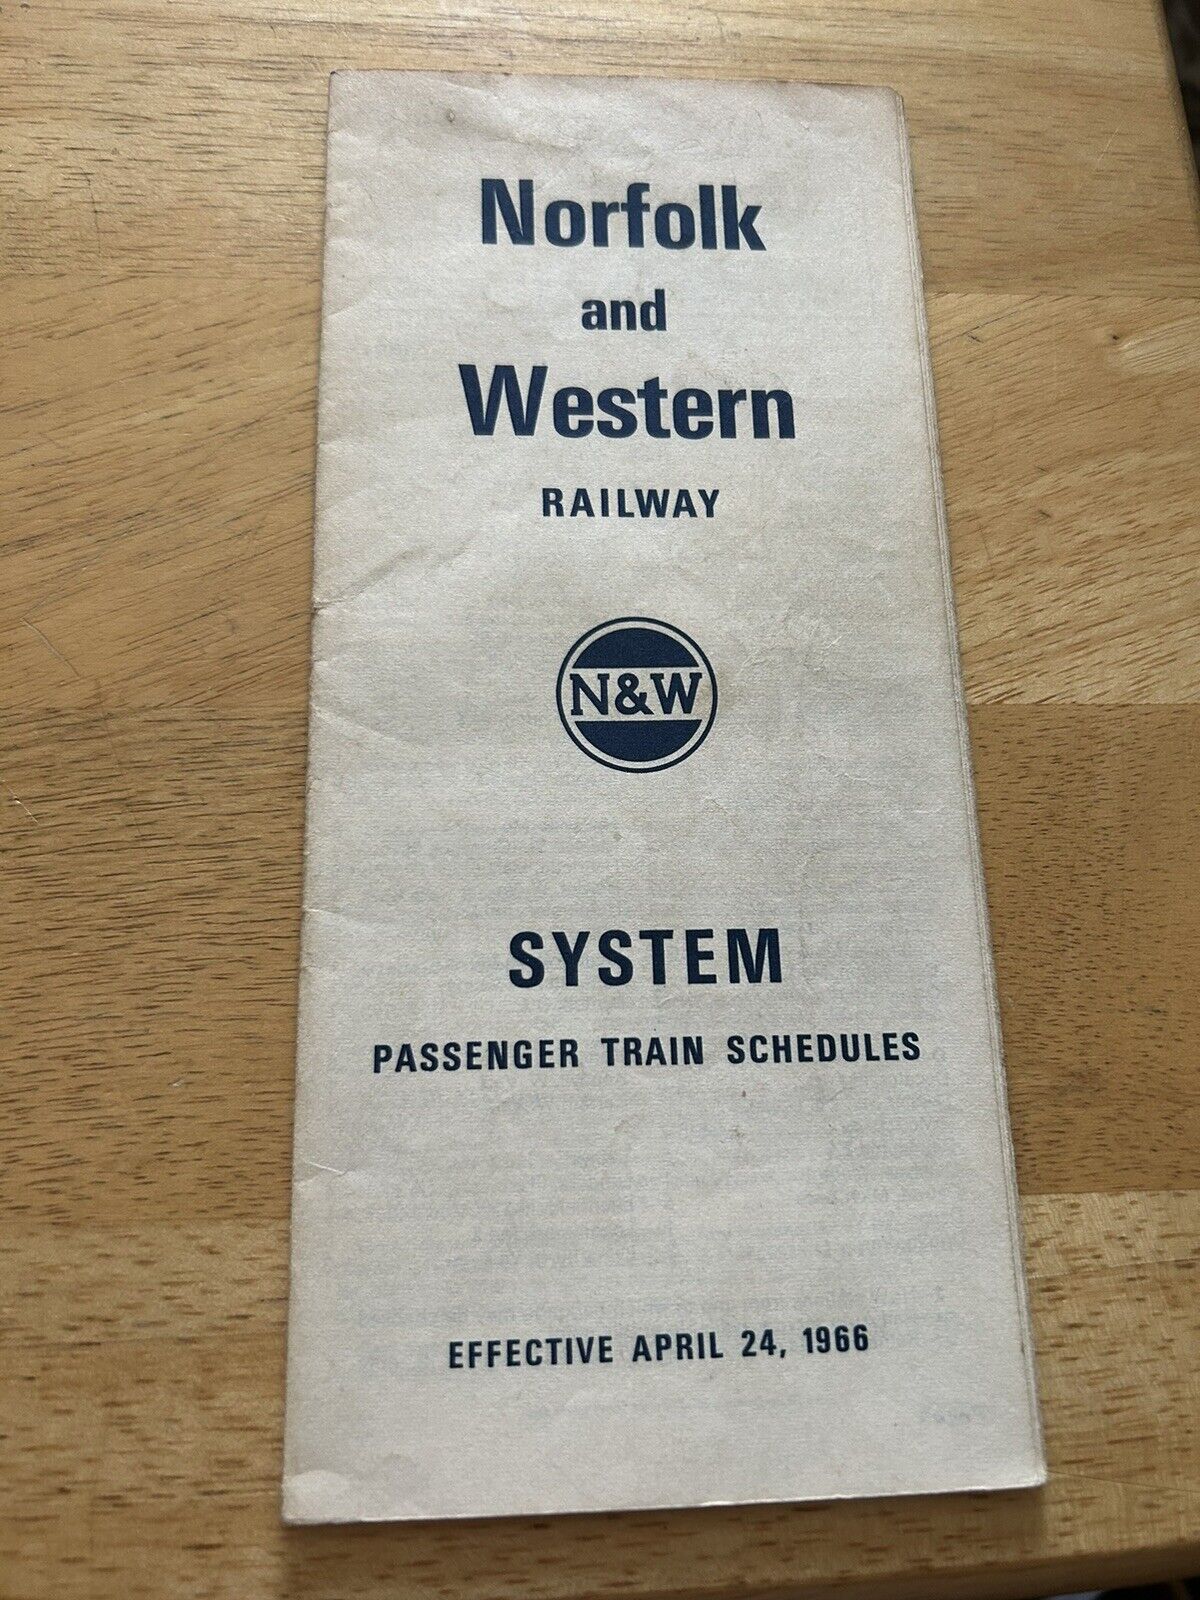 Norfolk
and
Western
RAILWAY
N&W
SYSTEM
PASSENGER TRAIN SCHEDULES
EFFECTIVE APRIL 24, 1966